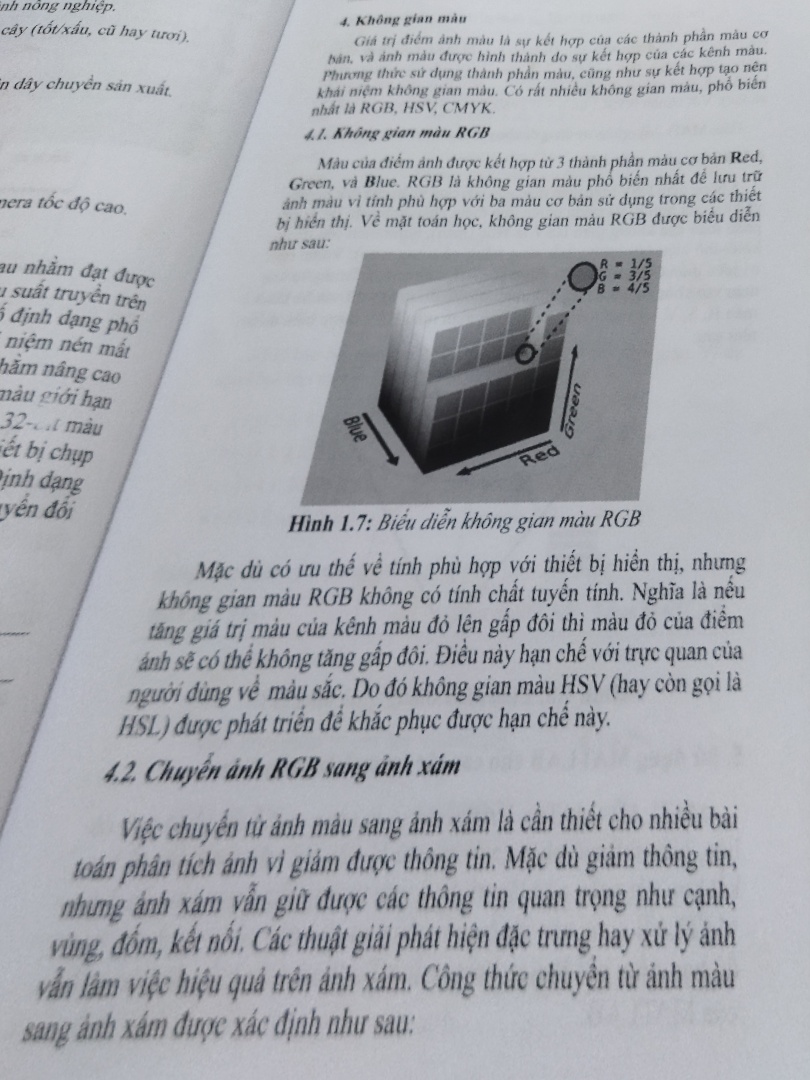 nh nông nghiệp.
cây (tốt/xấu, cũ hay tươi).
n dây chuyền sản xuất.
mera tốc độ cao.
au nhằm đạt được
u suất truyền trên
ố định dạng phổ
niệm nén mất
hằm nâng cao
màu giới hạn
màu
iết bị chụp
Định dạng
yển đổi
4. Không gian màu
Giá trị điểm ảnh màu là sự kết hợp của các thành phần màu cơ
bản, và ảnh màu được hình thành do sự kết hợp của các kênh màu.
Phương thức sử dụng thành phần màu, cũng như sự kết hợp tạo nên
khái niệm không gian màu. Có rất nhiều không gian màu, phổ biến
nhất là RGB, HSV, CMYK.
4.1. Không gian màu RGB
Màu của điểm ảnh được kết hợp từ 3 thành phần màu cơ bản Red,
Green, và Blue. RGB là không gian màu phổ biến nhất để lưu trữ
ảnh màu vì tính phù hợp với ba màu cơ bản sử dụng trong các thiết
bị hiển thị. Về mặt toán học, không gian màu RGB được biểu diễn
như sau:
R = 1/5
G = 3/5
B = 4/5
Blue
Red
Green
Hình 1.7: Biểu diễn không gian màu RGB
Mặc dù có ưu thế về tính phù hợp với thiết bị hiển thị, nhưng
không gian màu RGB không có tính chất tuyến tính. Nghĩa là nếu
tăng giá trị màu của kênh màu đỏ lên gấp đôi thì màu đỏ của điểm
ảnh sẽ có thể không tăng gấp đôi. Điều này hạn chế với trực quan của
người dùng về màu sắc. Do đó không gian màu HSV (hay còn gọi là
HSL) được phát triển để khắc phục được hạn chế này.
4.2. Chuyển ảnh RGB sang ảnh xám
Việc chuyển từ ảnh màu sang ảnh xám là cần thiết cho nhiều bài
toán phân tích ảnh vì giảm được thông tin. Mặc dù giảm thông tin,
nhưng ảnh xám vẫn giữ được các thông tin quan trọng như cạnh,
vùng, đốm, kết nối. Các thuật giải phát hiện đặc trưng hay xử lý ảnh
vẫn làm việc hiệu quả trên ảnh xám. Công thức chuyển từ ảnh màu
sang ảnh xám được xác định như sau: